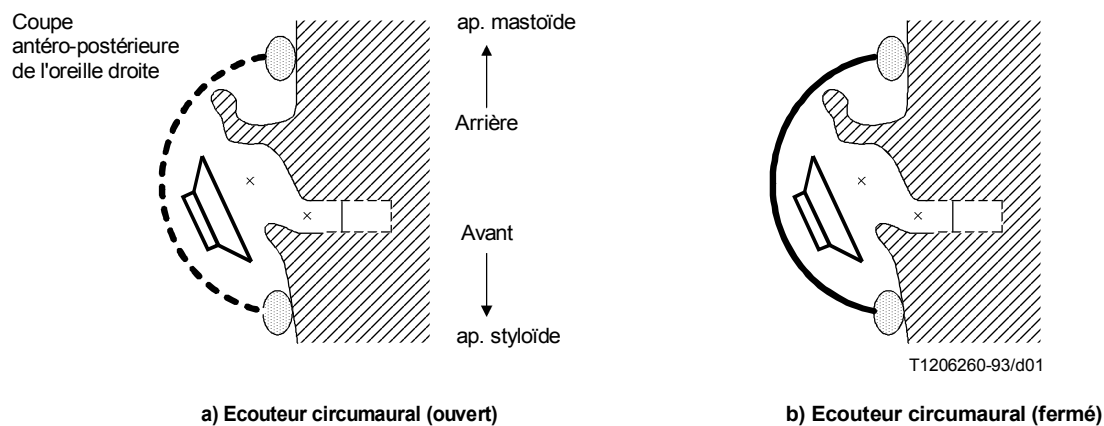 Coupe
antéro-postérieure
de l'oreille droite
ap. mastoïde
Arrière
Avant
ap. styloïde
T1206260-93/d01
a) Ecouteur circumaural (ouvert)
b) Ecouteur circumaural (fermé)